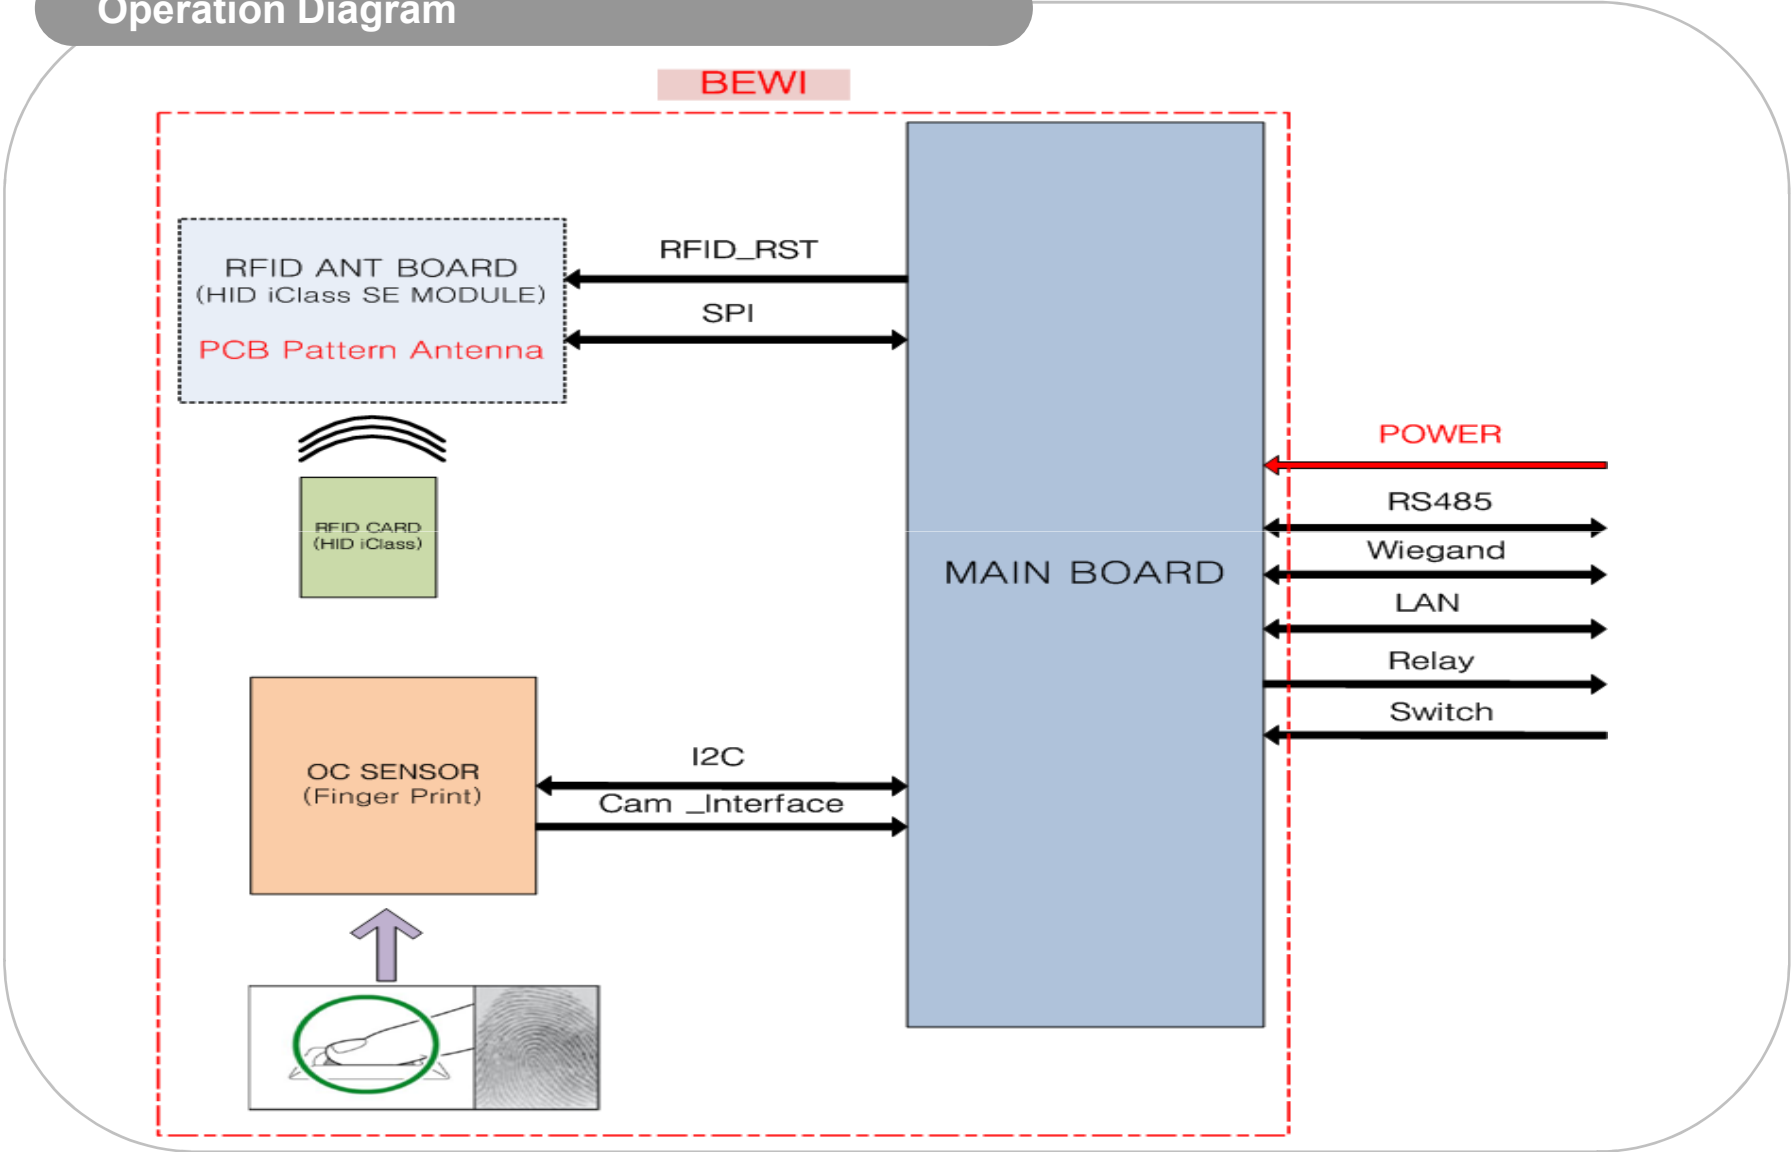 Operation Diagram
BEWI
RFID ANT BOARD
(HID iClass SE MODULE)
PCB Pattern Antenna
RFID_RST
SPI
RFID CARD
(HID iClass)
MAIN BOARD
POWER
RS485
Wiegand
LAN
Relay
Switch
OC SENSOR
(Finger Print)
I2C
Cam _Interface